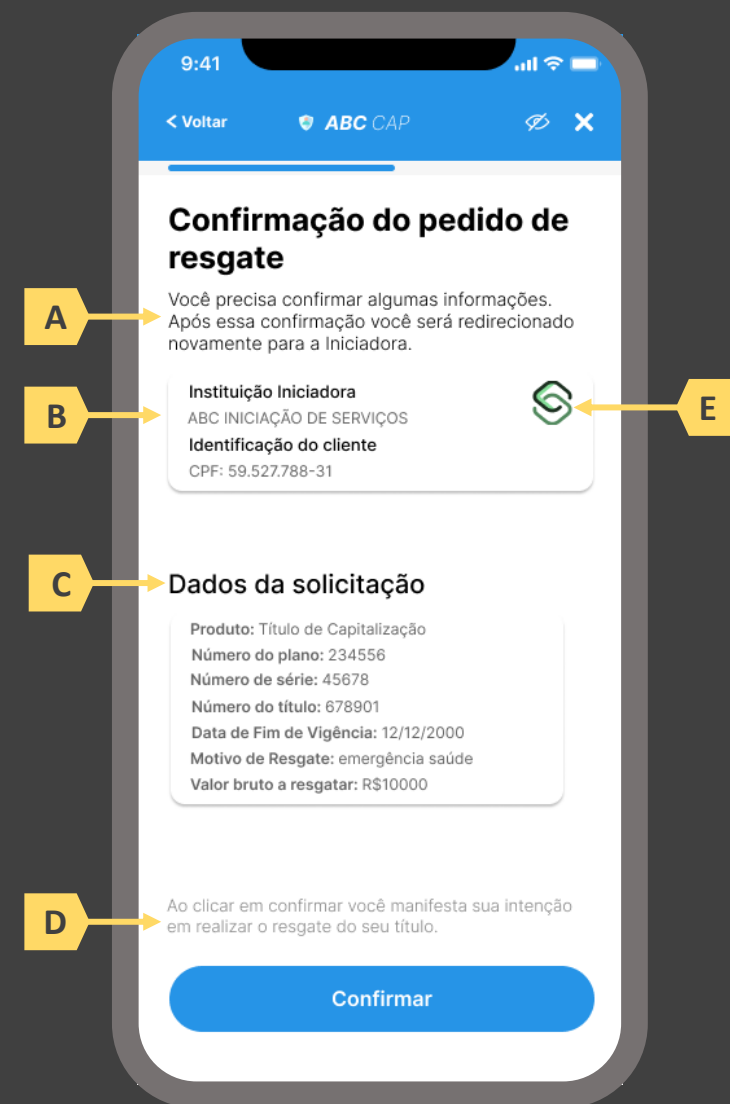 9:41
< Voltar
ABC CAP
Confirmação do pedido de
resgate
A
Você precisa confirmar algumas informações.
Após essa confirmação você será redirecionado
novamente para a Iniciadora.
B
Instituição Iniciadora
ABC INICIAÇÃO DE SERVIÇOS
Identificação do cliente
CPF: 59.527.788-31
E
C
Dados da solicitação
Produto: Título de Capitalização
Número do plano: 234556
Número de série: 45678
Número do título: 678901
Data de Fim de Vigência: 12/12/2000
Motivo de Resgate: emergência saúde
Valor bruto a resgatar: R$10000
D
Ao clicar em confirmar você manifesta sua intenção
em realizar o resgate do seu título.
Confirmar